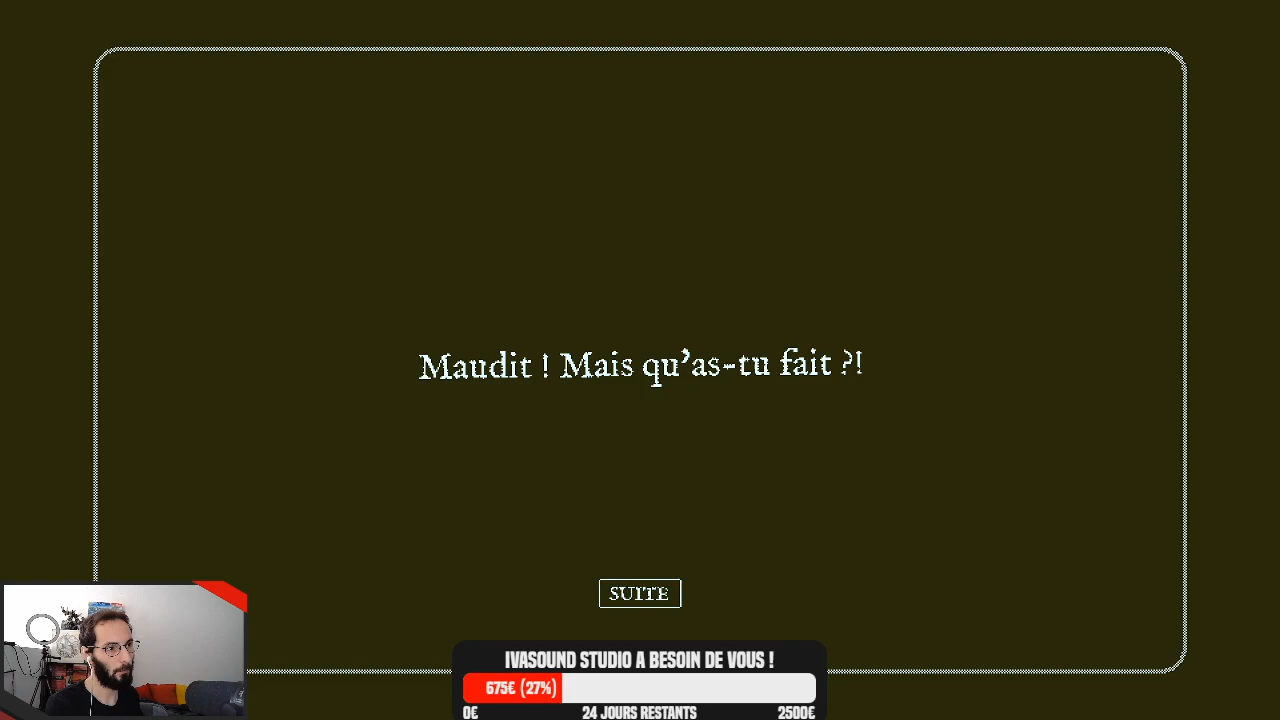 Maudit ! Mais qu'as-tu fait ?!
SUITE
IVASOUND STUDIO A BESOIN DE VOUS !
675€ (27%)
0€ 24 JOURS RESTANTS 2500€